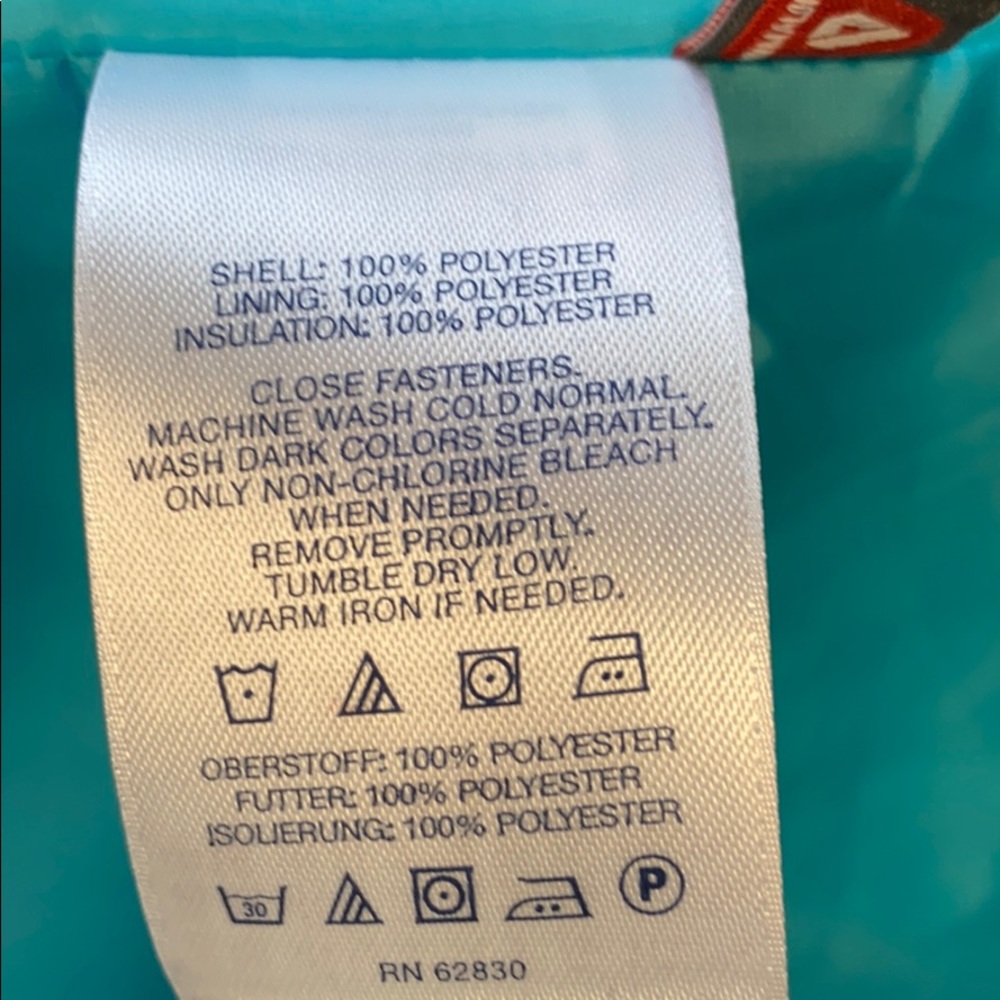 SHELL: 100% POLYESTER
LINING: 100% POLYESTER
INSULATION: 100% POLYESTER
CLOSE FASTENERS.
MACHINE WASH COLD NORMAL.
WASH DARK COLORS SEPARATELY.
ONLY NON-CHLORINE BLEACH
WHEN NEEDED.
REMOVE PROMPTLY.
TUMBLE DRY LOW.
WARM IRON IF NEEDED.
OBERSTOFF: 100% POLYESTER
FUTTER: 100% POLYESTER
ISOLIERUNG: 100% POLYESTER
30 P
RN 62830